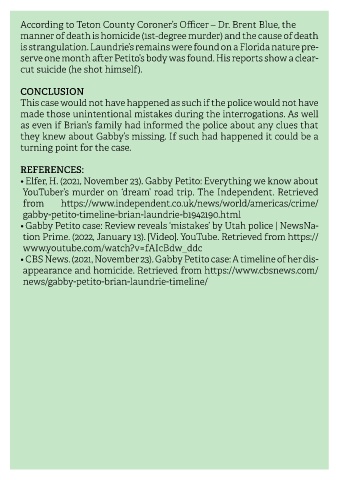 According to Teton County Coroner's Officer – Dr. Brent Blue, the
manner of death is homicide (1st-degree murder) and the cause of death
is strangulation. Laundrie's remains were found on a Florida nature pre-
serve one month after Petito's body was found. His reports show a clear-
cut suicide (he shot himself).
CONCLUSION
This case would not have happened as such if the police would not have
made those unintentional mistakes during the interrogations. As well
as even if Brian's family had informed the police about any clues that
they knew about Gabby's missing. If such had happened it could be a
turning point for the case.
REFERENCES:
• Elfer, H. (2021, November 23). Gabby Petito: Everything we know about
YouTuber's murder on 'dream' road trip. The Independent. Retrieved
from https://www.independent.co.uk/news/world/americas/crime/
gabby-petito-timeline-brian-laundrie-b1942190.html
• Gabby Petito case: Review reveals 'mistakes' by Utah police | NewsNa-
tion Prime. (2022, January 13). [Video]. YouTube. Retrieved from https://
www.youtube.com/watch?v=fAIcBdw_ddc
• CBS News. (2021, November 23). Gabby Petito case: A timeline of her dis-
appearance and homicide. Retrieved from https://www.cbsnews.com/
news/gabby-petito-brian-laundrie-timeline/